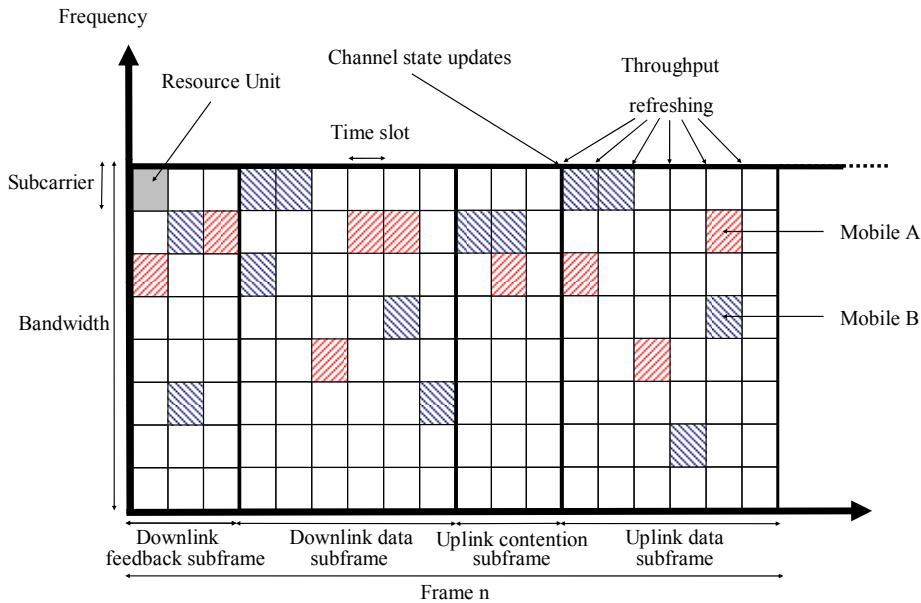 Frequency
Channel state updates
Throughput
refreshing
Resource Unit
Time slot
Subcarrier
Mobile A
Bandwidth
Mobile B
Downlink
feedback subframe
Downlink data
subframe
Uplink contention
subframe
Uplink data
subframe
Frame n